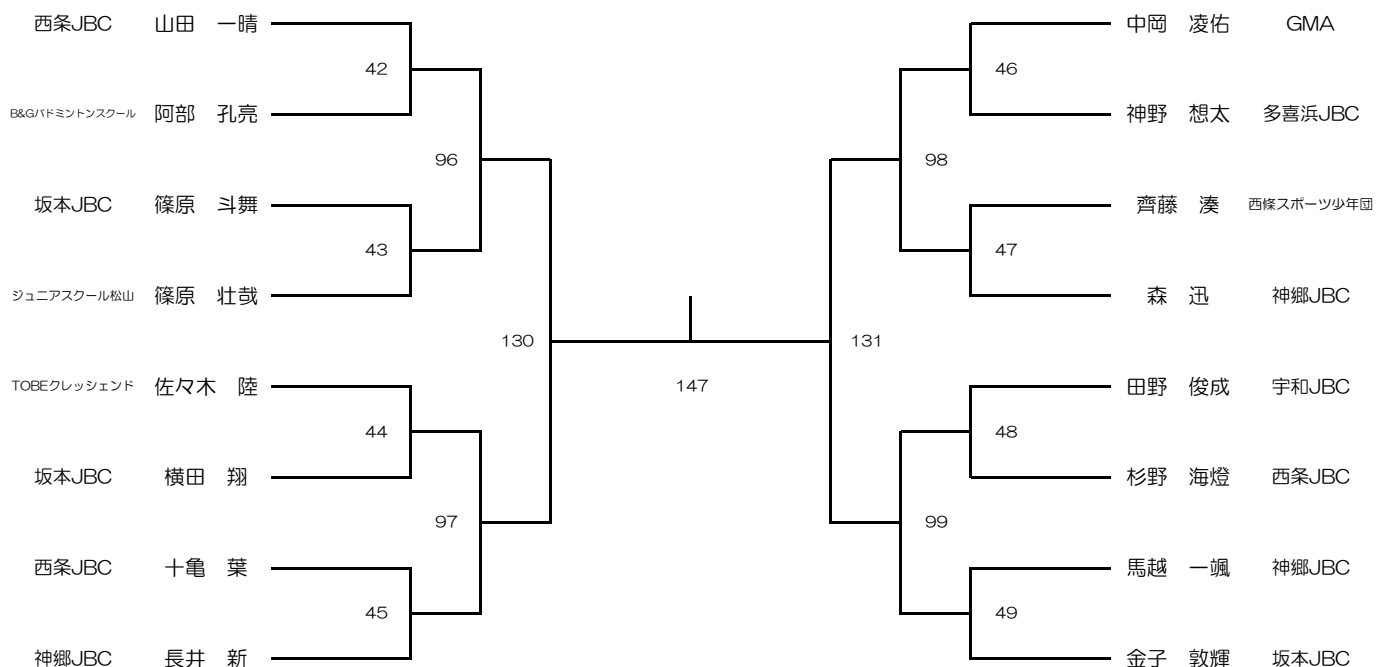 西条JBC 山田 一晴 中岡 凌佑 GMA
42 46
B&Gバドミントンスクール 阿部 孔亮 神野 想太 多喜浜JBC
96 98
坂本JBC 篠原 斗舞 齊藤 湊 西條スポーツ少年団
43 47
ジュニアスクール松山 篠原 壮哉 森 迅 神郷JBC
130 131
TOBEクレッシェンド 佐々木 陸 147 田野 俊成 宇和JBC
44 48
坂本JBC 横田 翔 杉野 海燈 西条JBC
97 99
西条JBC 十亀 葉 馬越 一颯 神郷JBC
45 49
神郷JBC 長井 新 金子 敦輝 坂本JBC